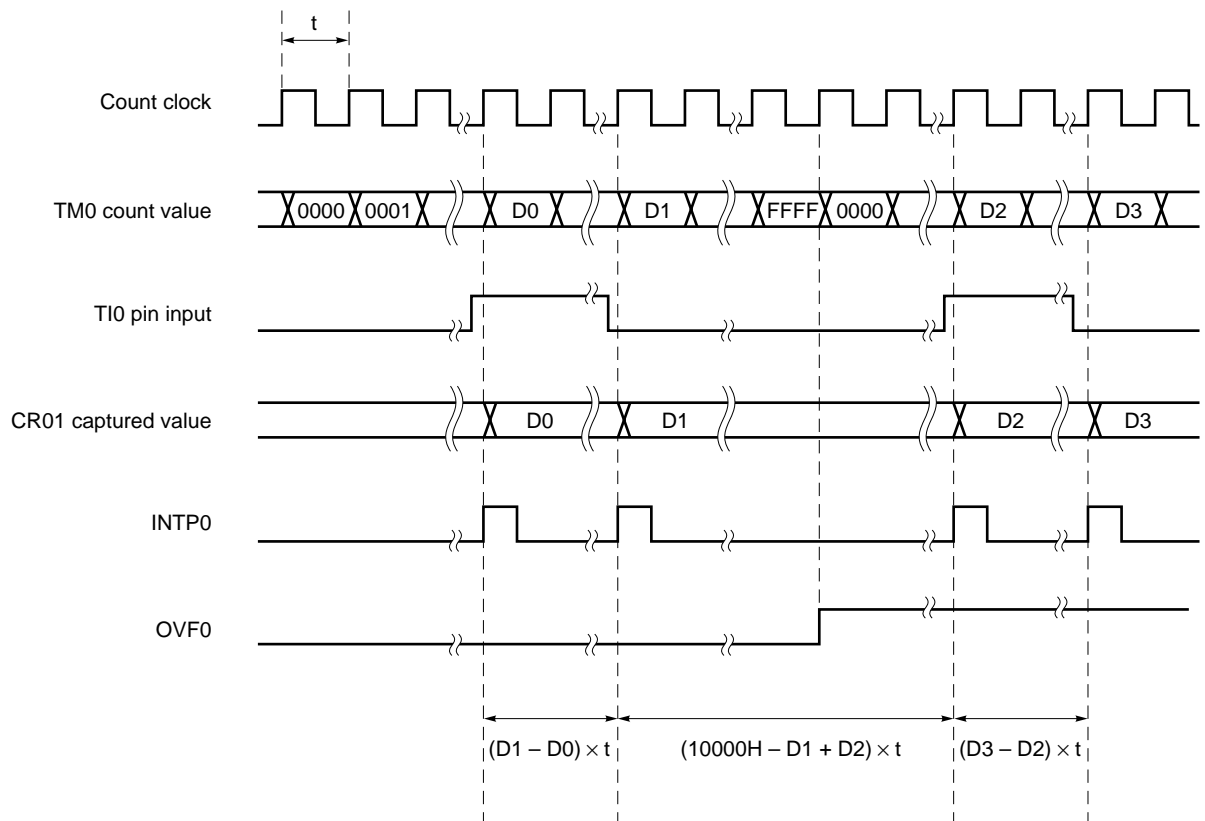 t
Count clock
TM0 count value
0000 0001 D0 D1 FFFF 0000 D2 D3
TI0 pin input
CR01 captured value
D0 D1 D2 D3
INTP0
OVF0
(D1 – D0) × t (10000H – D1 + D2) × t (D3 – D2) × t